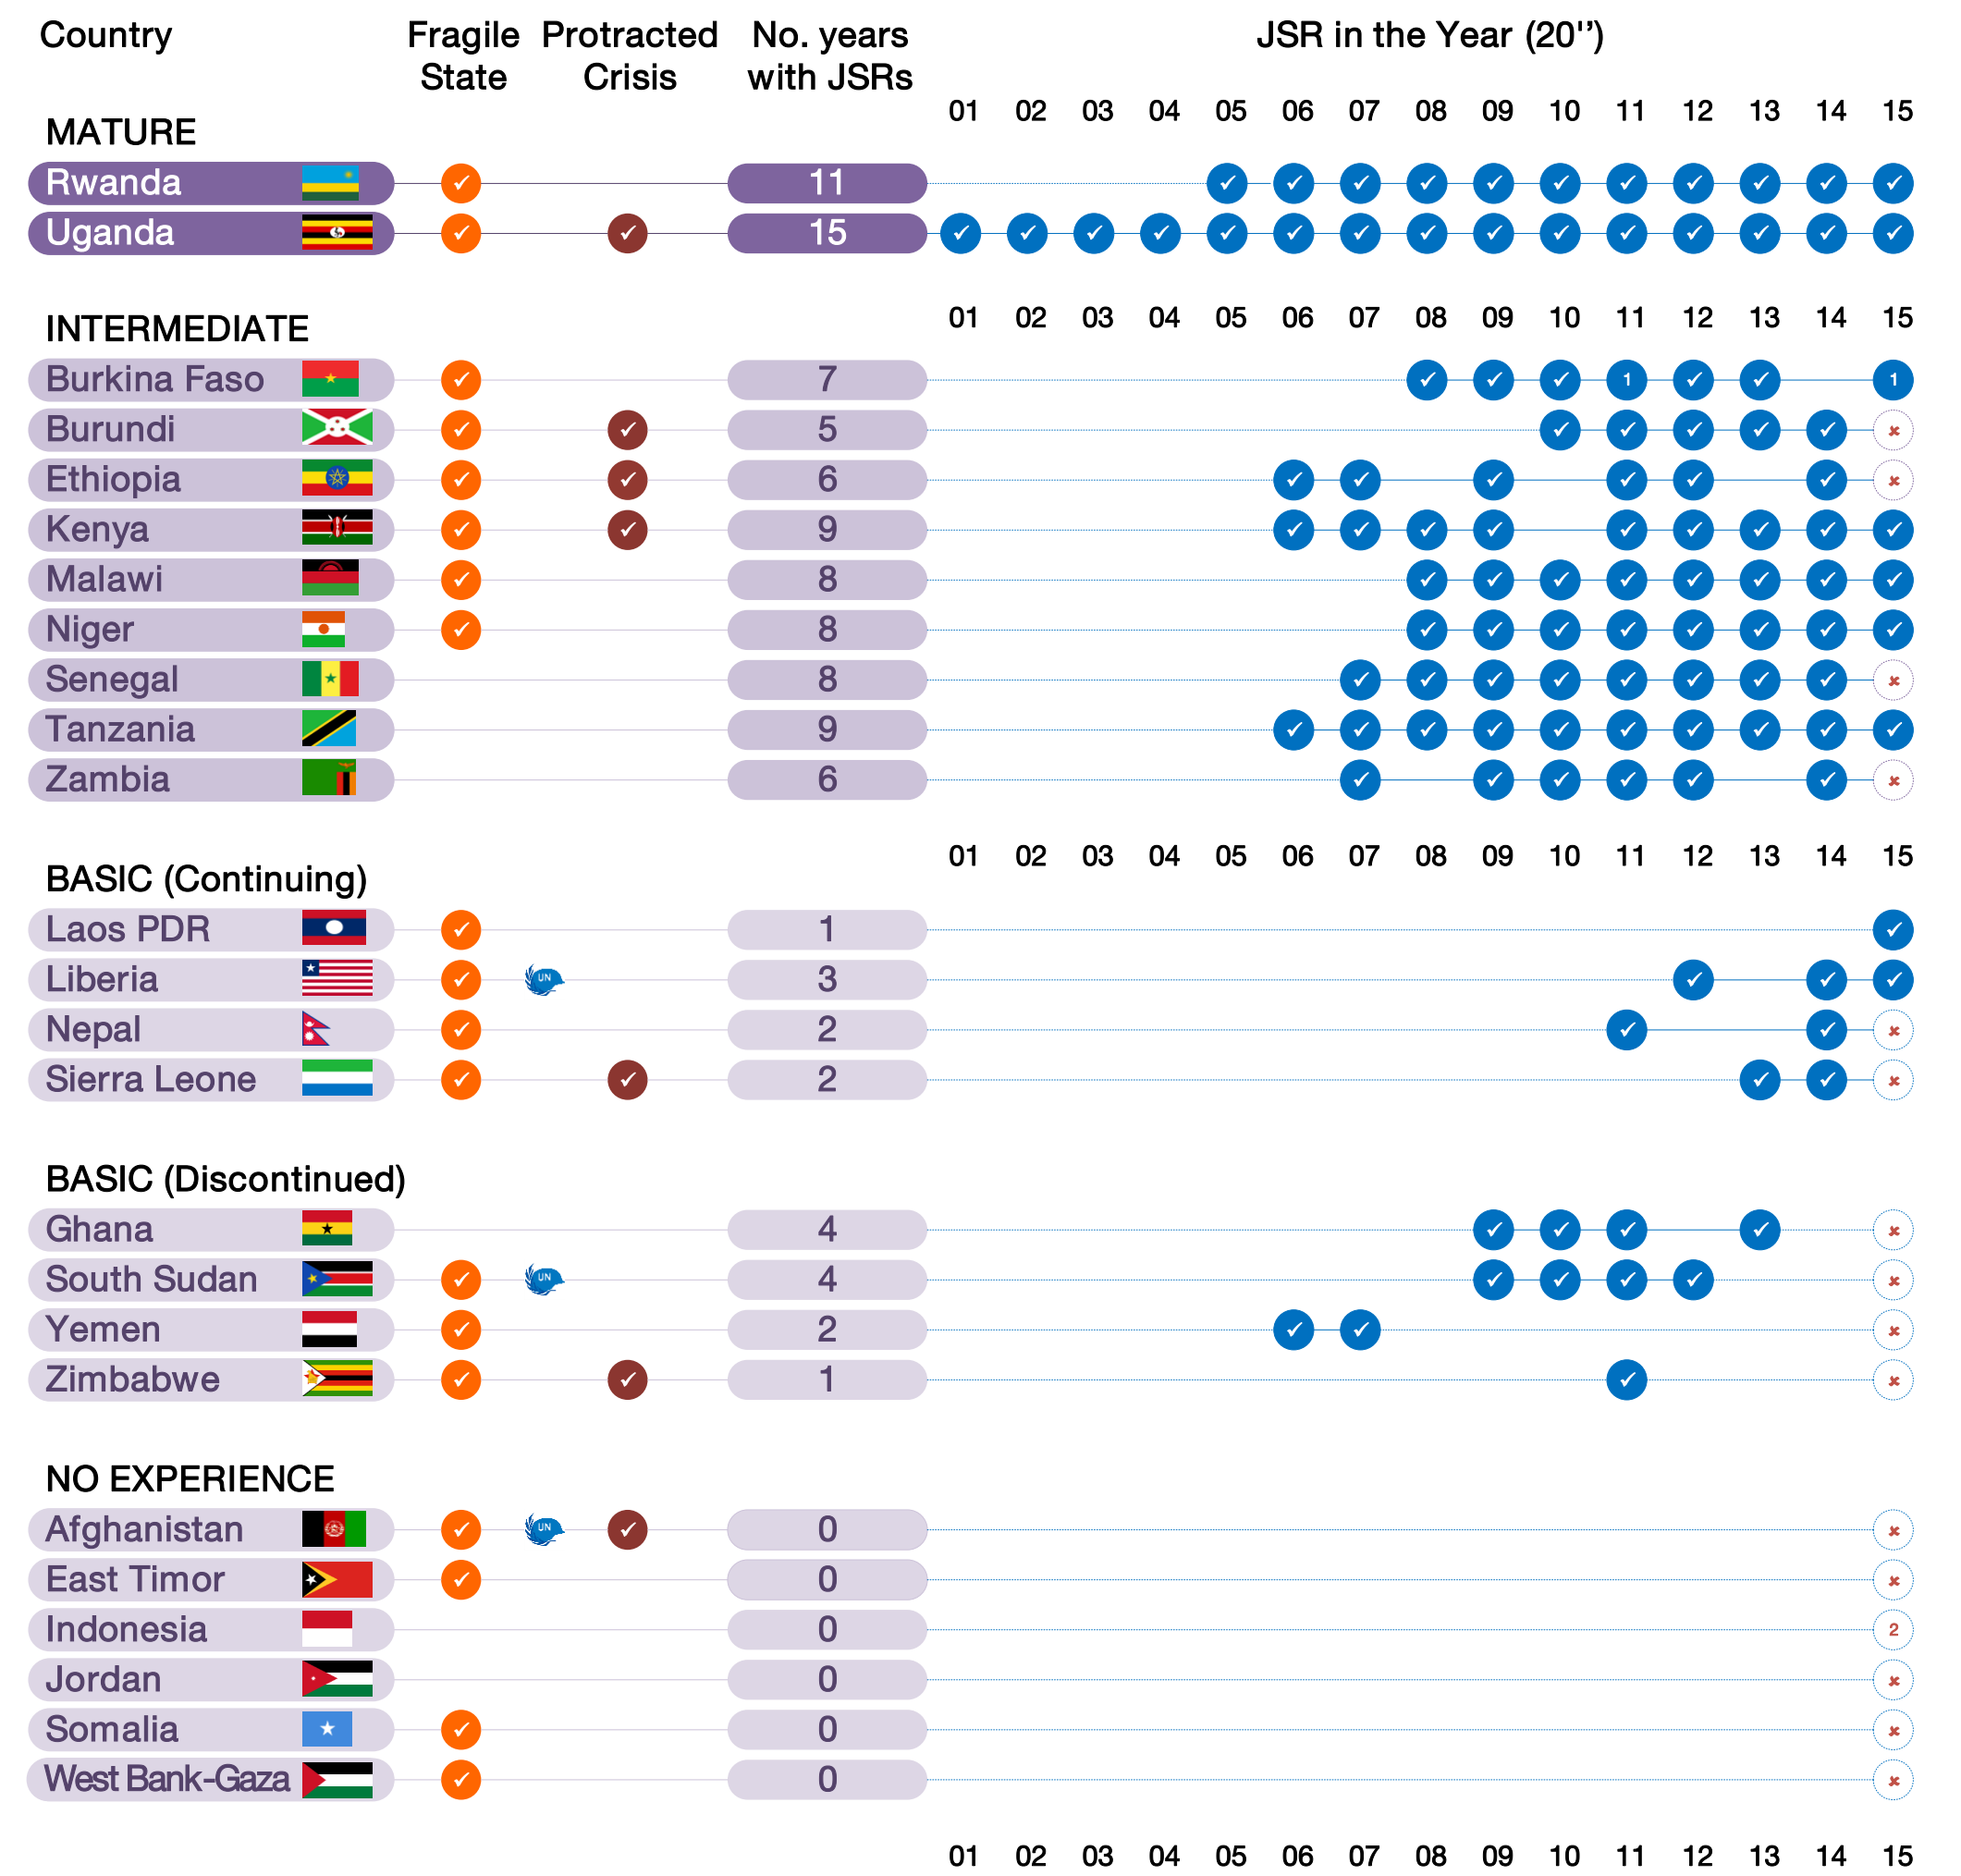 Country Fragile State Protracted Crisis No. years with JSRs JSR in the Year (20'')
MATURE 01 02 03 04 05 06 07 08 09 10 11 12 13 14 15
Rwanda 11
Uganda 15
INTERMEDIATE 01 02 03 04 05 06 07 08 09 10 11 12 13 14 15
Burkina Faso 7 1 1
Burundi 5
Ethiopia 6
Kenya 9
Malawi 8
Niger 8
Senegal 8
Tanzania 9
Zambia 6
BASIC (Continuing) 01 02 03 04 05 06 07 08 09 10 11 12 13 14 15
Laos PDR 1
Liberia UN 3
Nepal 2
Sierra Leone 2
BASIC (Discontinued)
Ghana 4
South Sudan UN 4
Yemen 2
Zimbabwe 1
NO EXPERIENCE
Afghanistan UN 0
East Timor 0
Indonesia 0 2
Jordan 0
Somalia 0
West Bank-Gaza 0
01 02 03 04 05 06 07 08 09 10 11 12 13 14 15